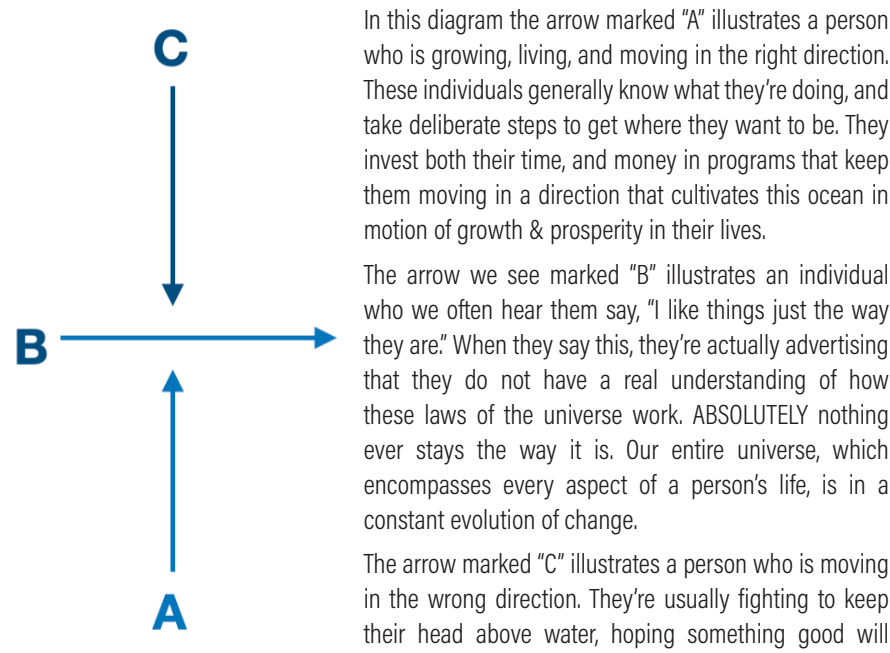 C
B
A
In this diagram the arrow marked “A” illustrates a person
who is growing, living, and moving in the right direction.
These individuals generally know what they’re doing, and
take deliberate steps to get where they want to be. They
invest both their time, and money in programs that keep
them moving in a direction that cultivates this ocean in
motion of growth & prosperity in their lives.
The arrow we see marked “B” illustrates an individual
who we often hear them say, “I like things just the way
they are.” When they say this, they’re actually advertising
that they do not have a real understanding of how
these laws of the universe work. ABSOLUTELY nothing
ever stays the way it is. Our entire universe, which
encompasses every aspect of a person’s life, is in a
constant evolution of change.
The arrow marked “C” illustrates a person who is moving
in the wrong direction. They’re usually fighting to keep
their head above water, hoping something good will